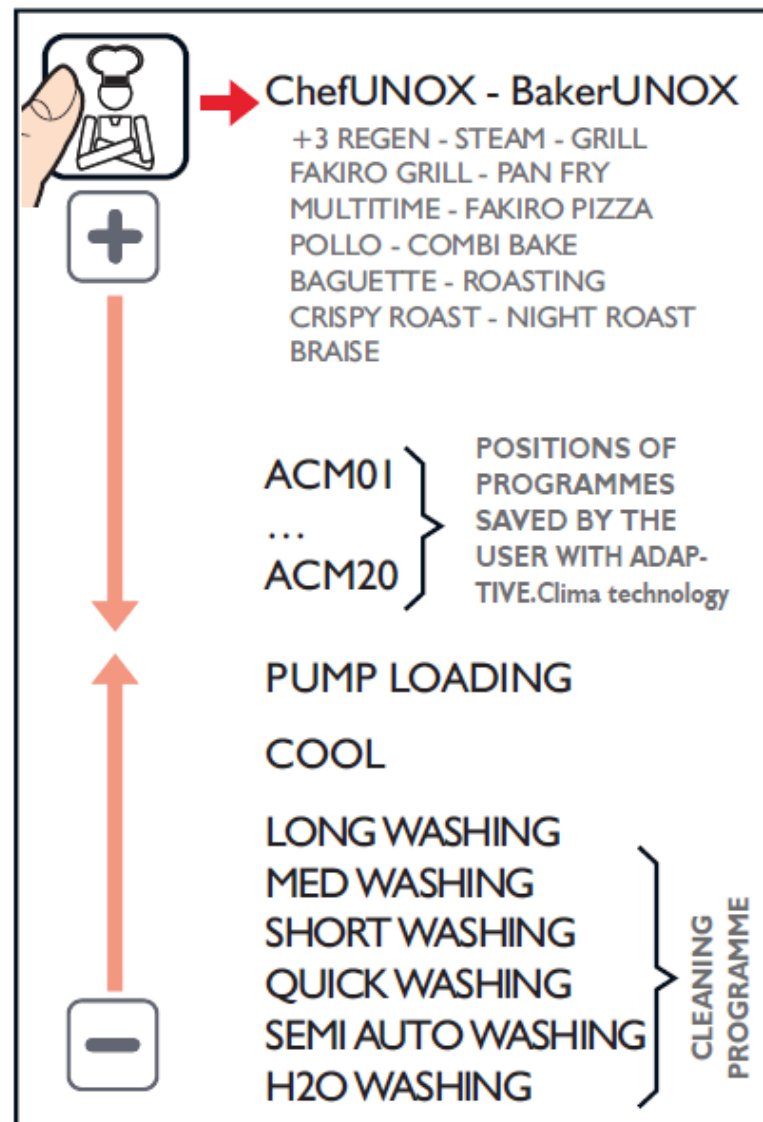 ChefUNOX - BakerUNOX
+3 REGEN - STEAM - GRILL
FAKIRO GRILL - PAN FRY
MULTITIME - FAKIRO PIZZA
POLLO - COMBI BAKE
BAGUETTE - ROASTING
CRISPY ROAST - NIGHT ROAST
BRAISE
ACM01
...
ACM20
POSITIONS OF
PROGRAMMES
SAVED BY THE
USER WITH ADAP-
TIVE.Clima technology
PUMP LOADING
COOL
LONG WASHING
MED WASHING
SHORT WASHING
QUICK WASHING
SEMI AUTO WASHING
H2O WASHING
CLEANING
PROGRAMME